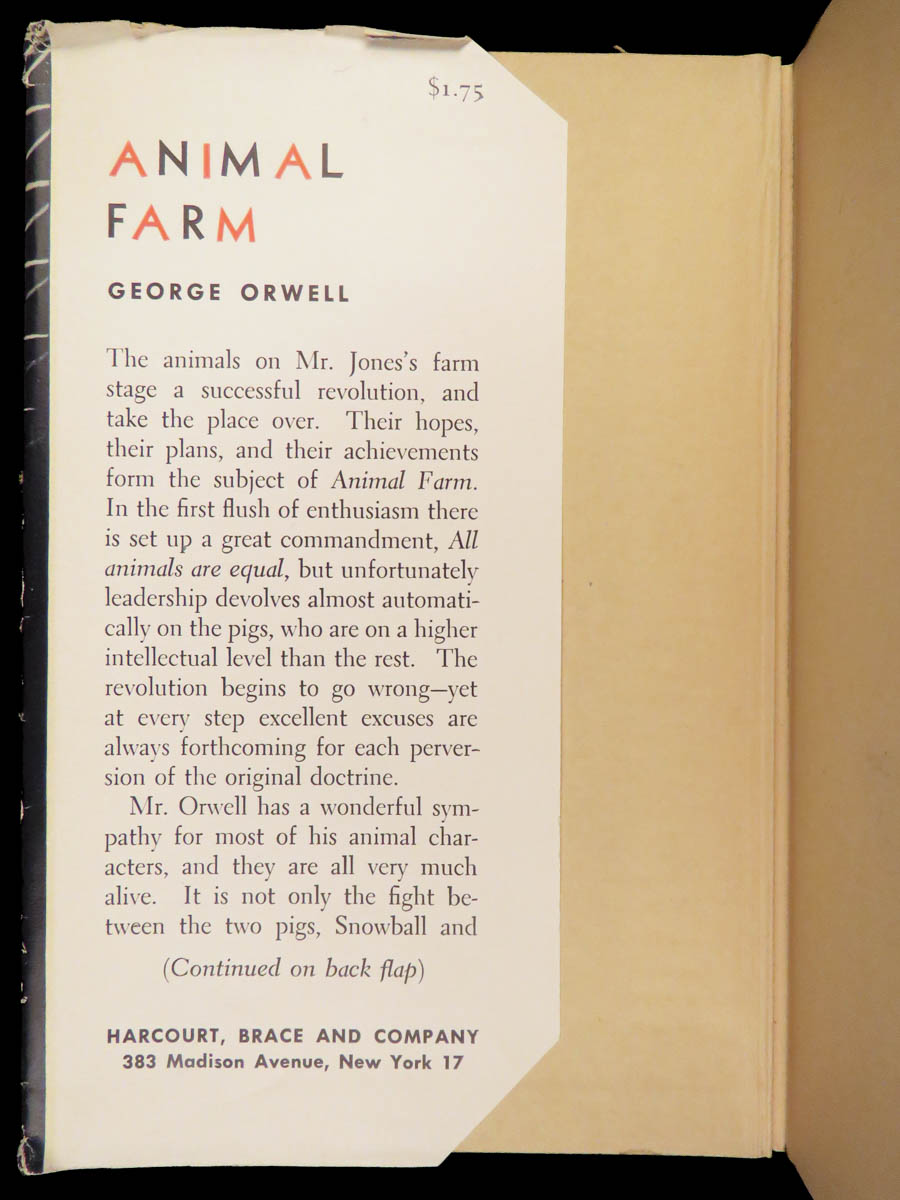 $1.75
ANIMAL
FARM
GEORGE ORWELL
The animals on Mr. Jones's farm
stage a successful revolution, and
take the place over. Their hopes,
their plans, and their achievements
form the subject of Animal Farm.
In the first flush of enthusiasm there
is set up a great commandment, All
animals are equal, but unfortunately
leadership devolves almost automati-
cally on the pigs, who are on a higher
intellectual level than the rest. The
revolution begins to go wrong—yet
at every step excellent excuses are
always forthcoming for each perver-
sion of the original doctrine.
Mr. Orwell has a wonderful sym-
pathy for most of his animal char-
acters, and they are all very much
alive. It is not only the fight be-
tween the two pigs, Snowball and
(Continued on back flap)
HARCOURT, BRACE AND COMPANY
383 Madison Avenue, New York 17